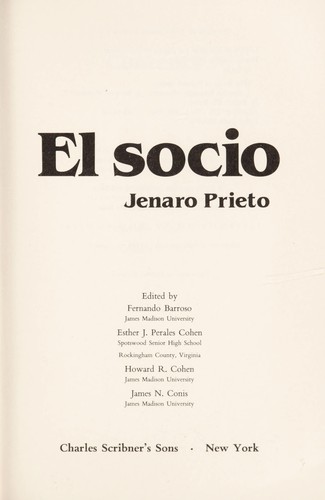 El socio
Jenaro Prieto
Edited by
Fernando Barroso
James Madison University
Esther J. Perales Cohen
Spotswood Senior High School
Rockingham County, Virginia
Howard R. Cohen
James Madison University
James N. Conis
James Madison University
Charles Scribner's Sons · New York